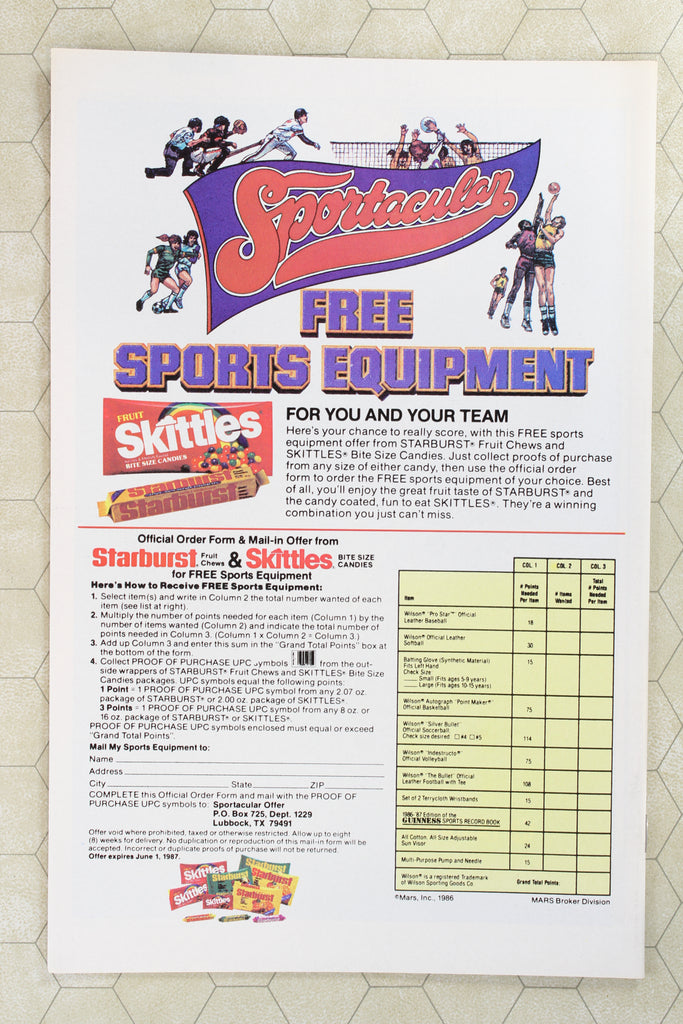 Sportacular
FREE
SPORTS EQUIPMENT
FRUIT
Skittles
BITE SIZE CANDIES
Starburst
Starburst
FOR YOU AND YOUR TEAM
Here's your chance to really score, with this FREE sports
equipment offer from STARBURST® Fruit Chews and
SKITTLES® Bite Size Candies. Just collect proofs of purchase
from any size of either candy, then use the official order
form to order the FREE sports equipment of your choice. Best
of all, you'll enjoy the great fruit taste of STARBURST® and
the candy coated, fun to eat SKITTLES®. They're a winning
combination you just can't miss.
Official Order Form & Mail-in Offer from
Starburst® Fruit Chews & Skittles® BITE SIZE CANDIES
for FREE Sports Equipment
Here's How to Receive FREE Sports Equipment:
1. Select item(s) and write in Column 2 the total number wanted of each
item (see list at right).
2. Multiply the number of points needed for each item (Column 1) by the
number of items wanted (Column 2) and indicate the total number of
points needed in Column 3. (Column 1 x Column 2 = Column 3.)
3. Add up Column 3 and enter this sum in the "Grand Total Points" box at
the bottom of the form.
4. Collect PROOF OF PURCHASE UPC symbols from the out-
side wrappers of STARBURST® Fruit Chews and SKITTLES® Bite Size
Candies packages. UPC symbols equal the following points:
1 Point = 1 PROOF OF PURCHASE UPC symbol from any 2.07 oz.
package of STARBURST® or 2.00 oz. package of SKITTLES®.
3 Points = 1 PROOF OF PURCHASE UPC symbol from any 8 oz. or
16 oz. package of STARBURST® or SKITTLES®.
PROOF OF PURCHASE UPC symbols enclosed must equal or exceed
"Grand Total Points".
Mail My Sports Equipment to:
Name
Address
City State ZIP
COMPLETE this Official Order Form and mail with the PROOF OF
PURCHASE UPC symbols to: Sportacular Offer
P.O. Box 725, Dept. 1229
Lubbock, TX 79491
Offer void where prohibited, taxed or otherwise restricted. Allow up to eight
(8) weeks for delivery. No duplication or reproduction of this mail-in form will be
accepted. Incorrect or duplicate proofs of purchase will not be returned.
Offer expires June 1, 1987.
Skittles
Starburst
Starburst
Skittles
Starburst
Skittles
Starburst
COL. 1 COL. 2 COL. 3
Item # Points Needed Per Item # Items Wanted Total # Points Needed Per Item
Wilson® "Pro Star"™ Official
Leather Baseball 18
Wilson® Official Leather
Softball 30
Batting Glove (Synthetic Material) 15
Fits Left Hand
Check Size
Small (Fits ages 5-9 years)
Large (Fits ages 10-15 years)
Wilson® Autograph "Point Maker"®
Official Basketball 75
Wilson® "Silver Bullet"
Official Soccerball
Check size desired □ #4 □ #5 114
Wilson® "Indestructo"®
Official Volleyball 75
Wilson® "The Bullet" Official
Leather Football with Tee 108
Set of 2 Terrycloth Wristbands 15
1986-'87 Edition of the
GUINNESS SPORTS RECORD BOOK 42
All Cotton, All Size Adjustable
Sun Visor 24
Multi-Purpose Pump and Needle 15
Wilson® is a registered Trademark
of Wilson Sporting Goods Co. Grand Total Points:
©Mars, Inc., 1986 MARS Broker Division